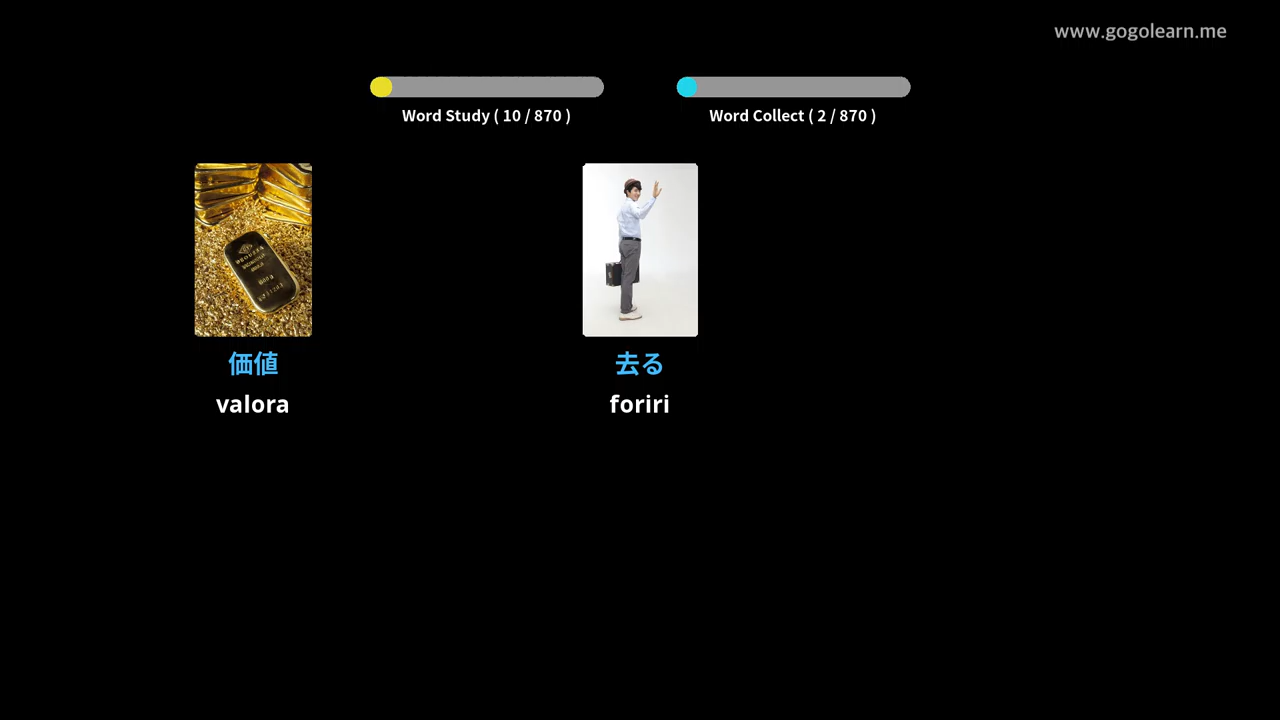 www.gogolearn.me
Word Study ( 10 / 870 )
Word Collect ( 2 / 870 )
価値
valora
去る
foriri